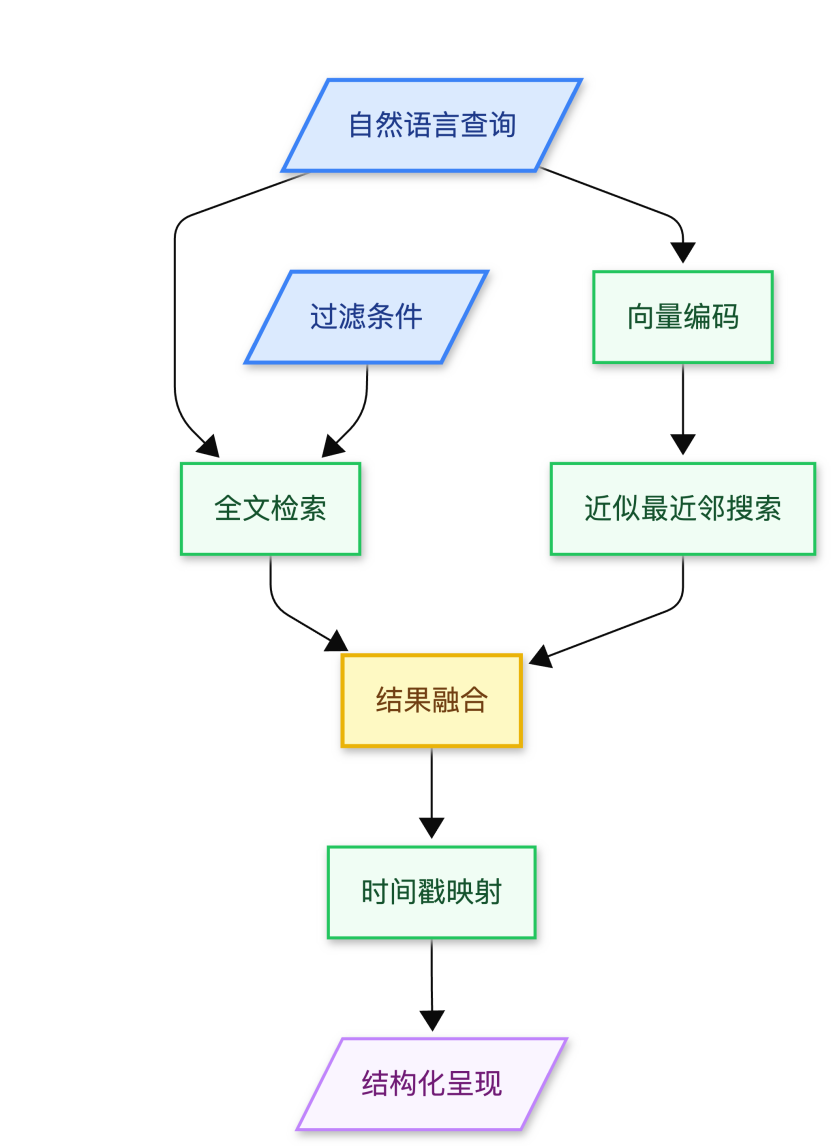 自然语言查询
过滤条件
向量编码
全文检索
近似最近邻搜索
结果融合
时间戳映射
结构化呈现